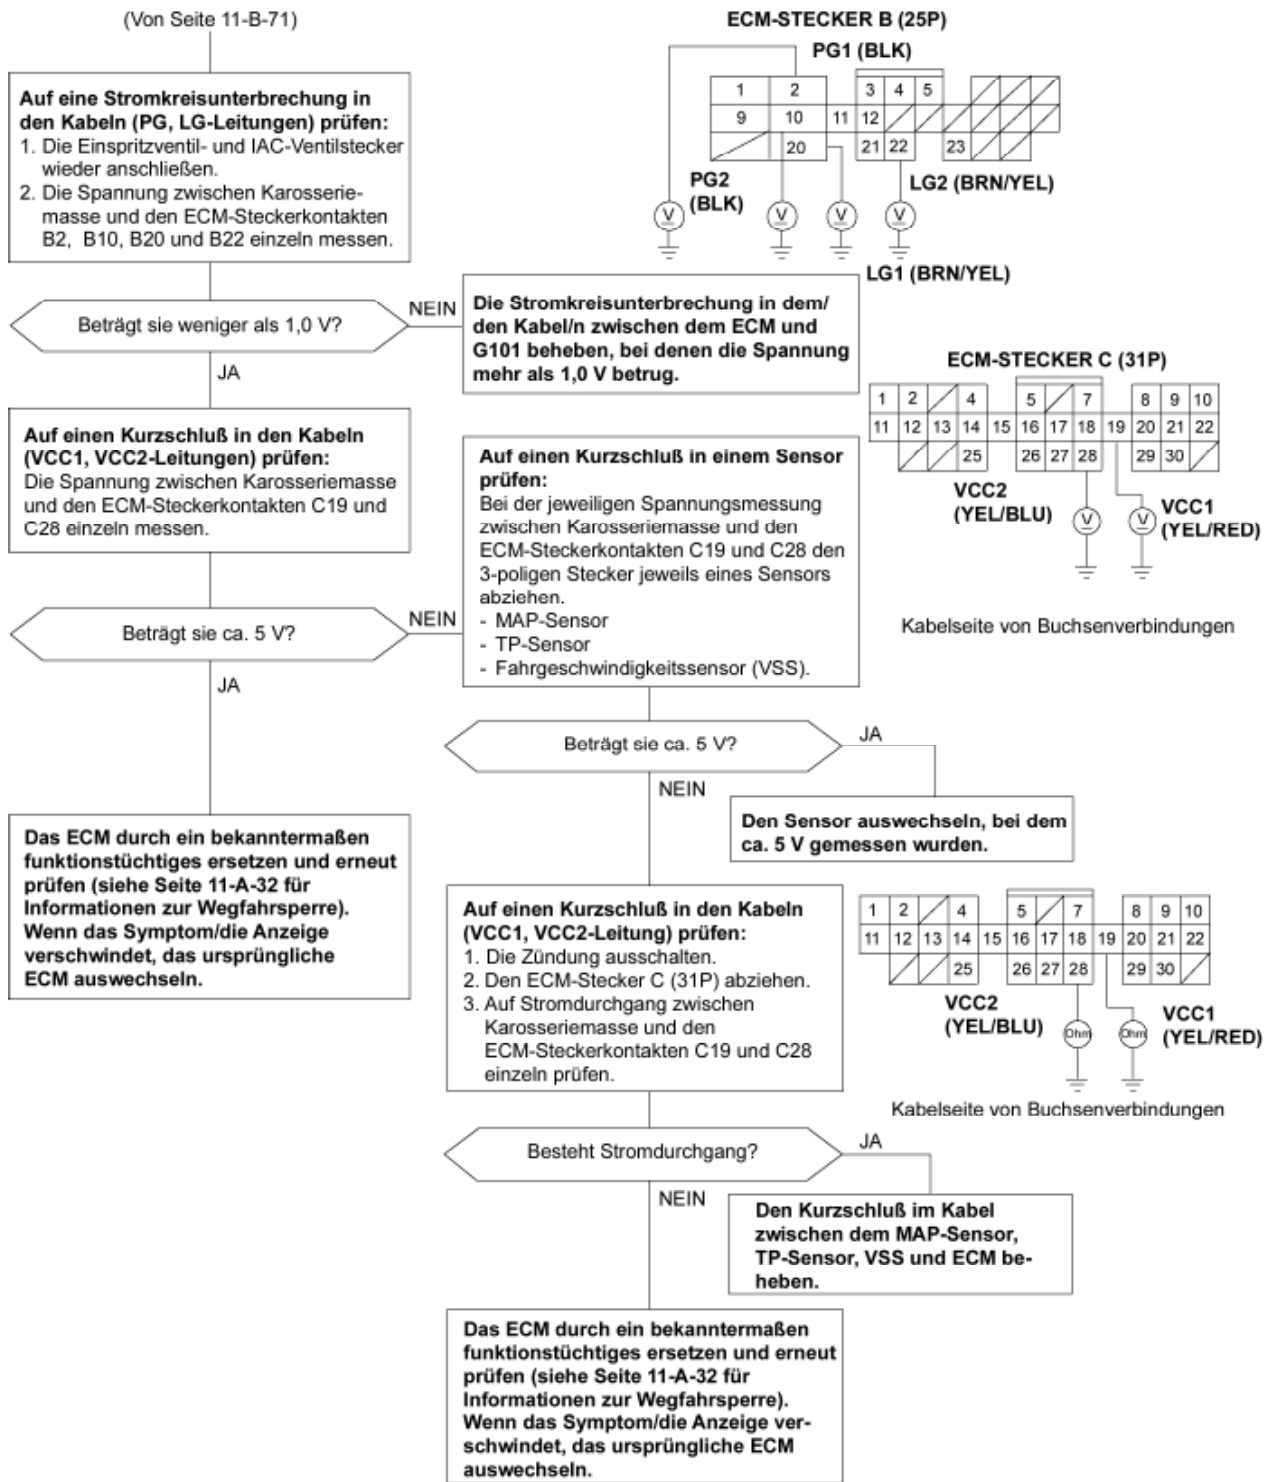 (Von Seite 11-B-71)
Auf eine Stromkreisunterbrechung in
den Kabeln (PG, LG-Leitungen) prüfen:
1. Die Einspritzventil- und IAC-Ventilstecker
wieder anschließen.
2. Die Spannung zwischen Karosserie-
masse und den ECM-Steckerkontakten
B2, B10, B20 und B22 einzeln messen.
ECM-STECKER B (25P)
PG1 (BLK)
1 2 3 4 5
9 10 11 12
20 21 22 23
PG2
(BLK)
LG2 (BRN/YEL)
V V V V
LG1 (BRN/YEL)
Beträgt sie weniger als 1,0 V?
NEIN
JA
Die Stromkreisunterbrechung in dem/
den Kabel/n zwischen dem ECM und
G101 beheben, bei denen die Spannung
mehr als 1,0 V betrug.
Auf einen Kurzschluß in den Kabeln
(VCC1, VCC2-Leitungen) prüfen:
Die Spannung zwischen Karosseriemasse
und den ECM-Steckerkontakten C19 und
C28 einzeln messen.
Beträgt sie ca. 5 V?
NEIN
JA
Auf einen Kurzschluß in einem Sensor
prüfen:
Bei der jeweiligen Spannungsmessung
zwischen Karosseriemasse und den
ECM-Steckerkontakten C19 und C28 den
3-poligen Stecker jeweils eines Sensors
abziehen.
- MAP-Sensor
- TP-Sensor
- Fahrgeschwindigkeitssensor (VSS).
ECM-STECKER C (31P)
1 2 4 5 7 8 9 10
11 12 13 14 15 16 17 18 19 20 21 22
25 26 27 28 29 30
VCC2
(YEL/BLU)
V V
VCC1
(YEL/RED)
Kabelseite von Buchsenverbindungen
Beträgt sie ca. 5 V?
JA
NEIN
Den Sensor auswechseln, bei dem
ca. 5 V gemessen wurden.
Das ECM durch ein bekanntermaßen
funktionstüchtiges ersetzen und erneut
prüfen (siehe Seite 11-A-32 für
Informationen zur Wegfahrsperre).
Wenn das Symptom/die Anzeige
verschwindet, das ursprüngliche
ECM auswechseln.
Auf einen Kurzschluß in den Kabeln
(VCC1, VCC2-Leitung) prüfen:
1. Die Zündung ausschalten.
2. Den ECM-Stecker C (31P) abziehen.
3. Auf Stromdurchgang zwischen
Karosseriemasse und den
ECM-Steckerkontakten C19 und C28
einzeln prüfen.
1 2 4 5 7 8 9 10
11 12 13 14 15 16 17 18 19 20 21 22
25 26 27 28 29 30
VCC2
(YEL/BLU)
Ohm Ohm
VCC1
(YEL/RED)
Kabelseite von Buchsenverbindungen
Besteht Stromdurchgang?
JA
NEIN
Den Kurzschluß im Kabel
zwischen dem MAP-Sensor,
TP-Sensor, VSS und ECM be-
heben.
Das ECM durch ein bekanntermaßen
funktionstüchtiges ersetzen und erneut
prüfen (siehe Seite 11-A-32 für
Informationen zur Wegfahrsperre).
Wenn das Symptom/die Anzeige ver-
schwindet, das ursprüngliche ECM
auswechseln.